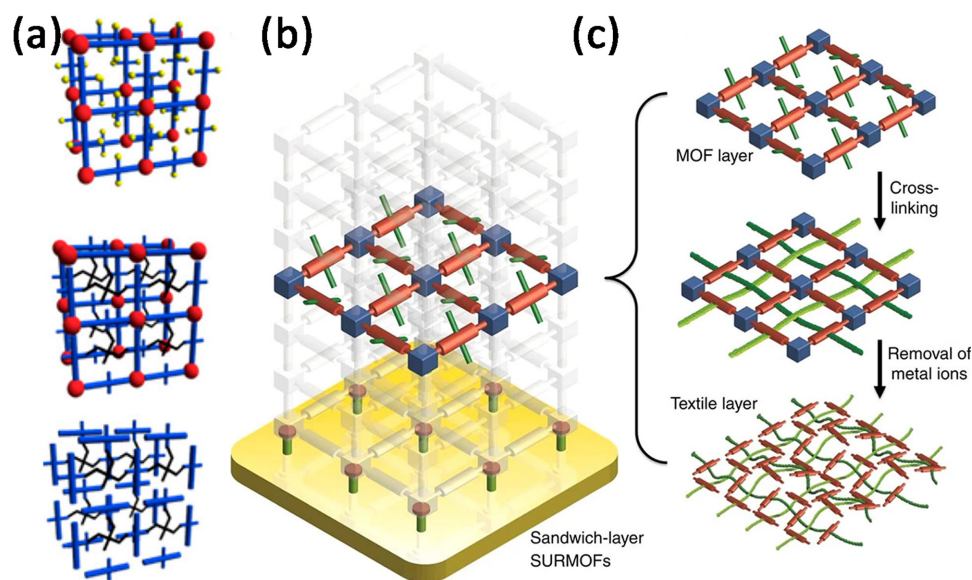 (a)
(b)
(c)
MOF layer
Cross-
linking
Removal of
metal ions
Textile layer
Sandwich-layer
SURMOFs